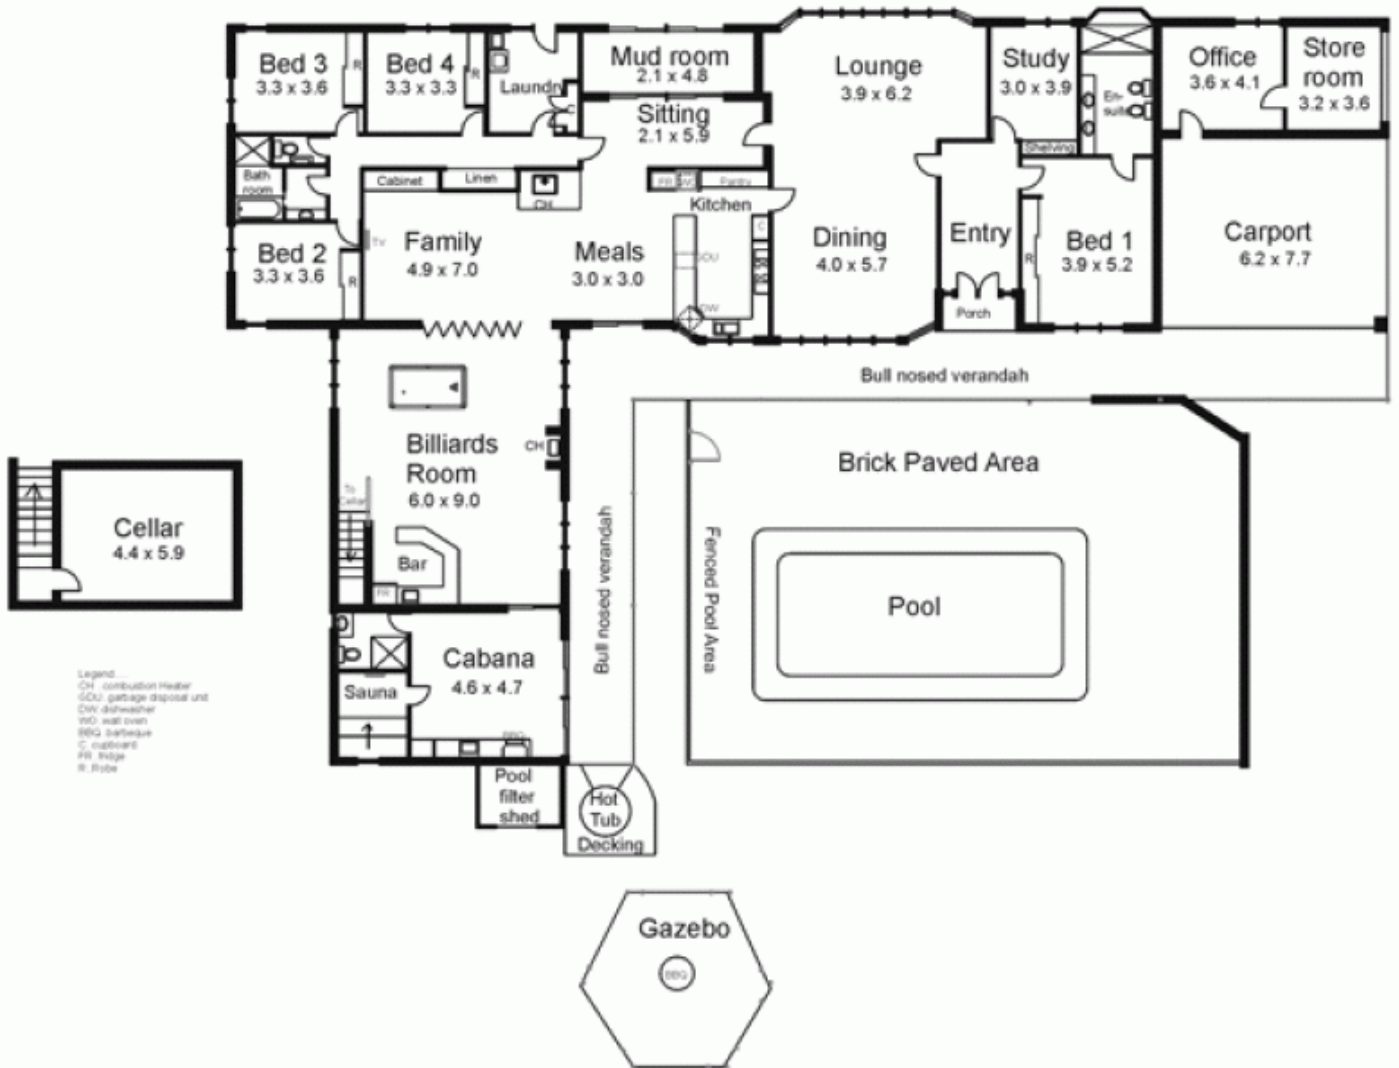 Bed 3
3.3 x 3.6
R
Bed 4
3.3 x 3.3
R
Laundry
C
Mud room
2.1 x 4.8
Sitting
2.1 x 5.9
Lounge
3.9 x 6.2
Study
3.0 x 3.9
Shelving
En-
suite
Office
3.6 x 4.1
Store
room
3.2 x 3.6
Bath
room
Cabinet
Linen
CH
FR
WO
Pantry
Kitchen
C
GDU
DW
Bed 2
3.3 x 3.6
R
TV
Family
4.9 x 7.0
Meals
3.0 x 3.0
Dining
4.0 x 5.7
Entry
Porch
R
Bed 1
3.9 x 5.2
Carport
6.2 x 7.7
Bull nosed verandah
Billiards
Room
6.0 x 9.0
CH
To
Cellar
Bar
FR
Cellar
4.4 x 5.9
Bull nosed verandah
Fenced Pool Area
Brick Paved Area
Pool
Cabana
4.6 x 4.7
Sauna
BBQ
Pool
filter
shed
Hot
Tub
Decking
Legend....
CH: combustion Heater
GDU: garbage disposal unit
DW: dishwasher
WO: wall oven
BBQ: barbeque
C: cupboard
FR: fridge
R: Robe
Gazebo
BBQ